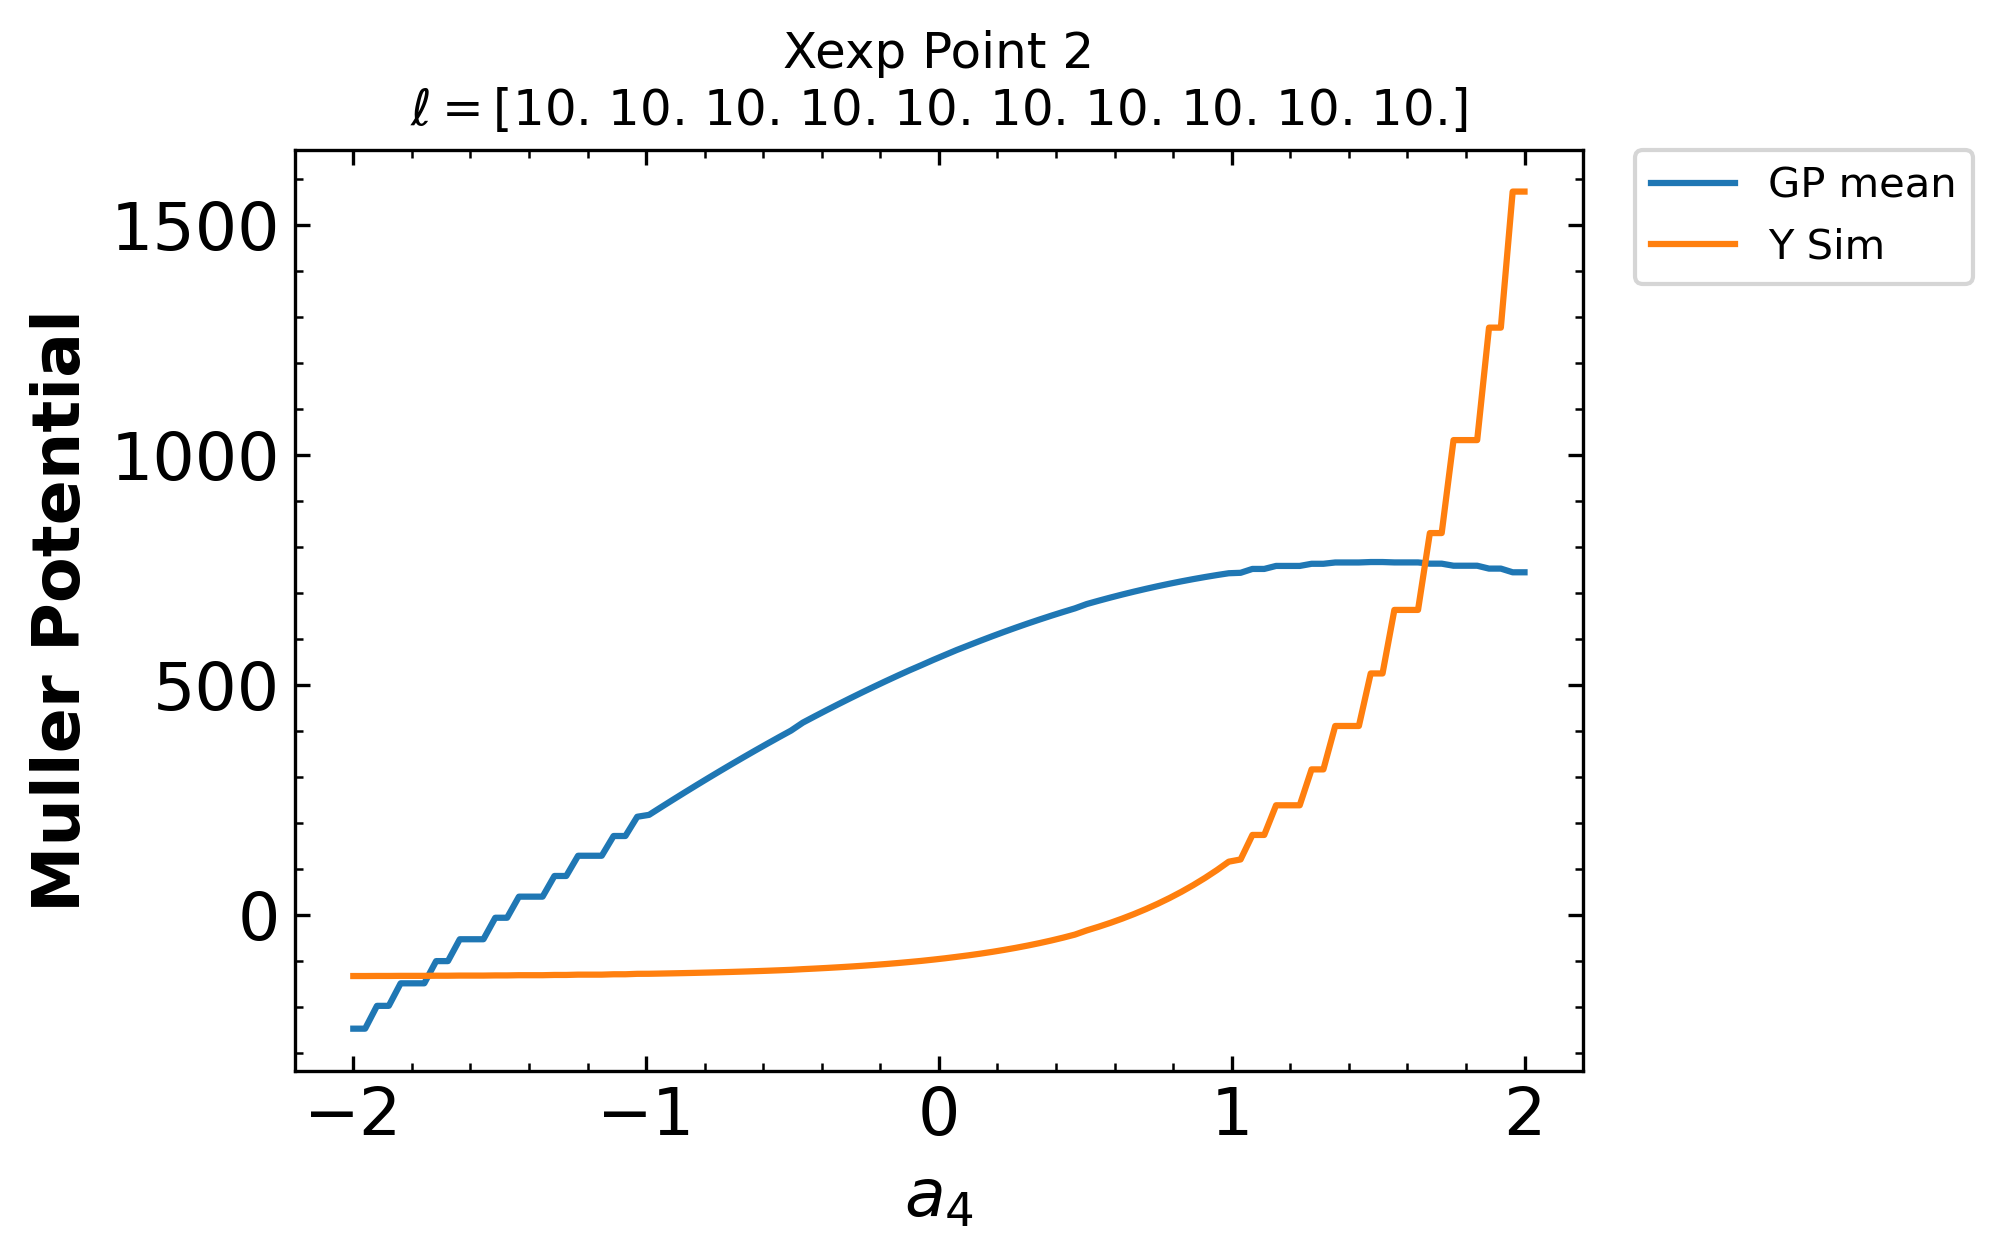 Xexp Point 2
ℓ = [10. 10. 10. 10. 10. 10. 10. 10. 10. 10.]
GP mean
Y Sim
1500
1000
500
0
Muller Potential
−2 −1 0 1 2
a₄